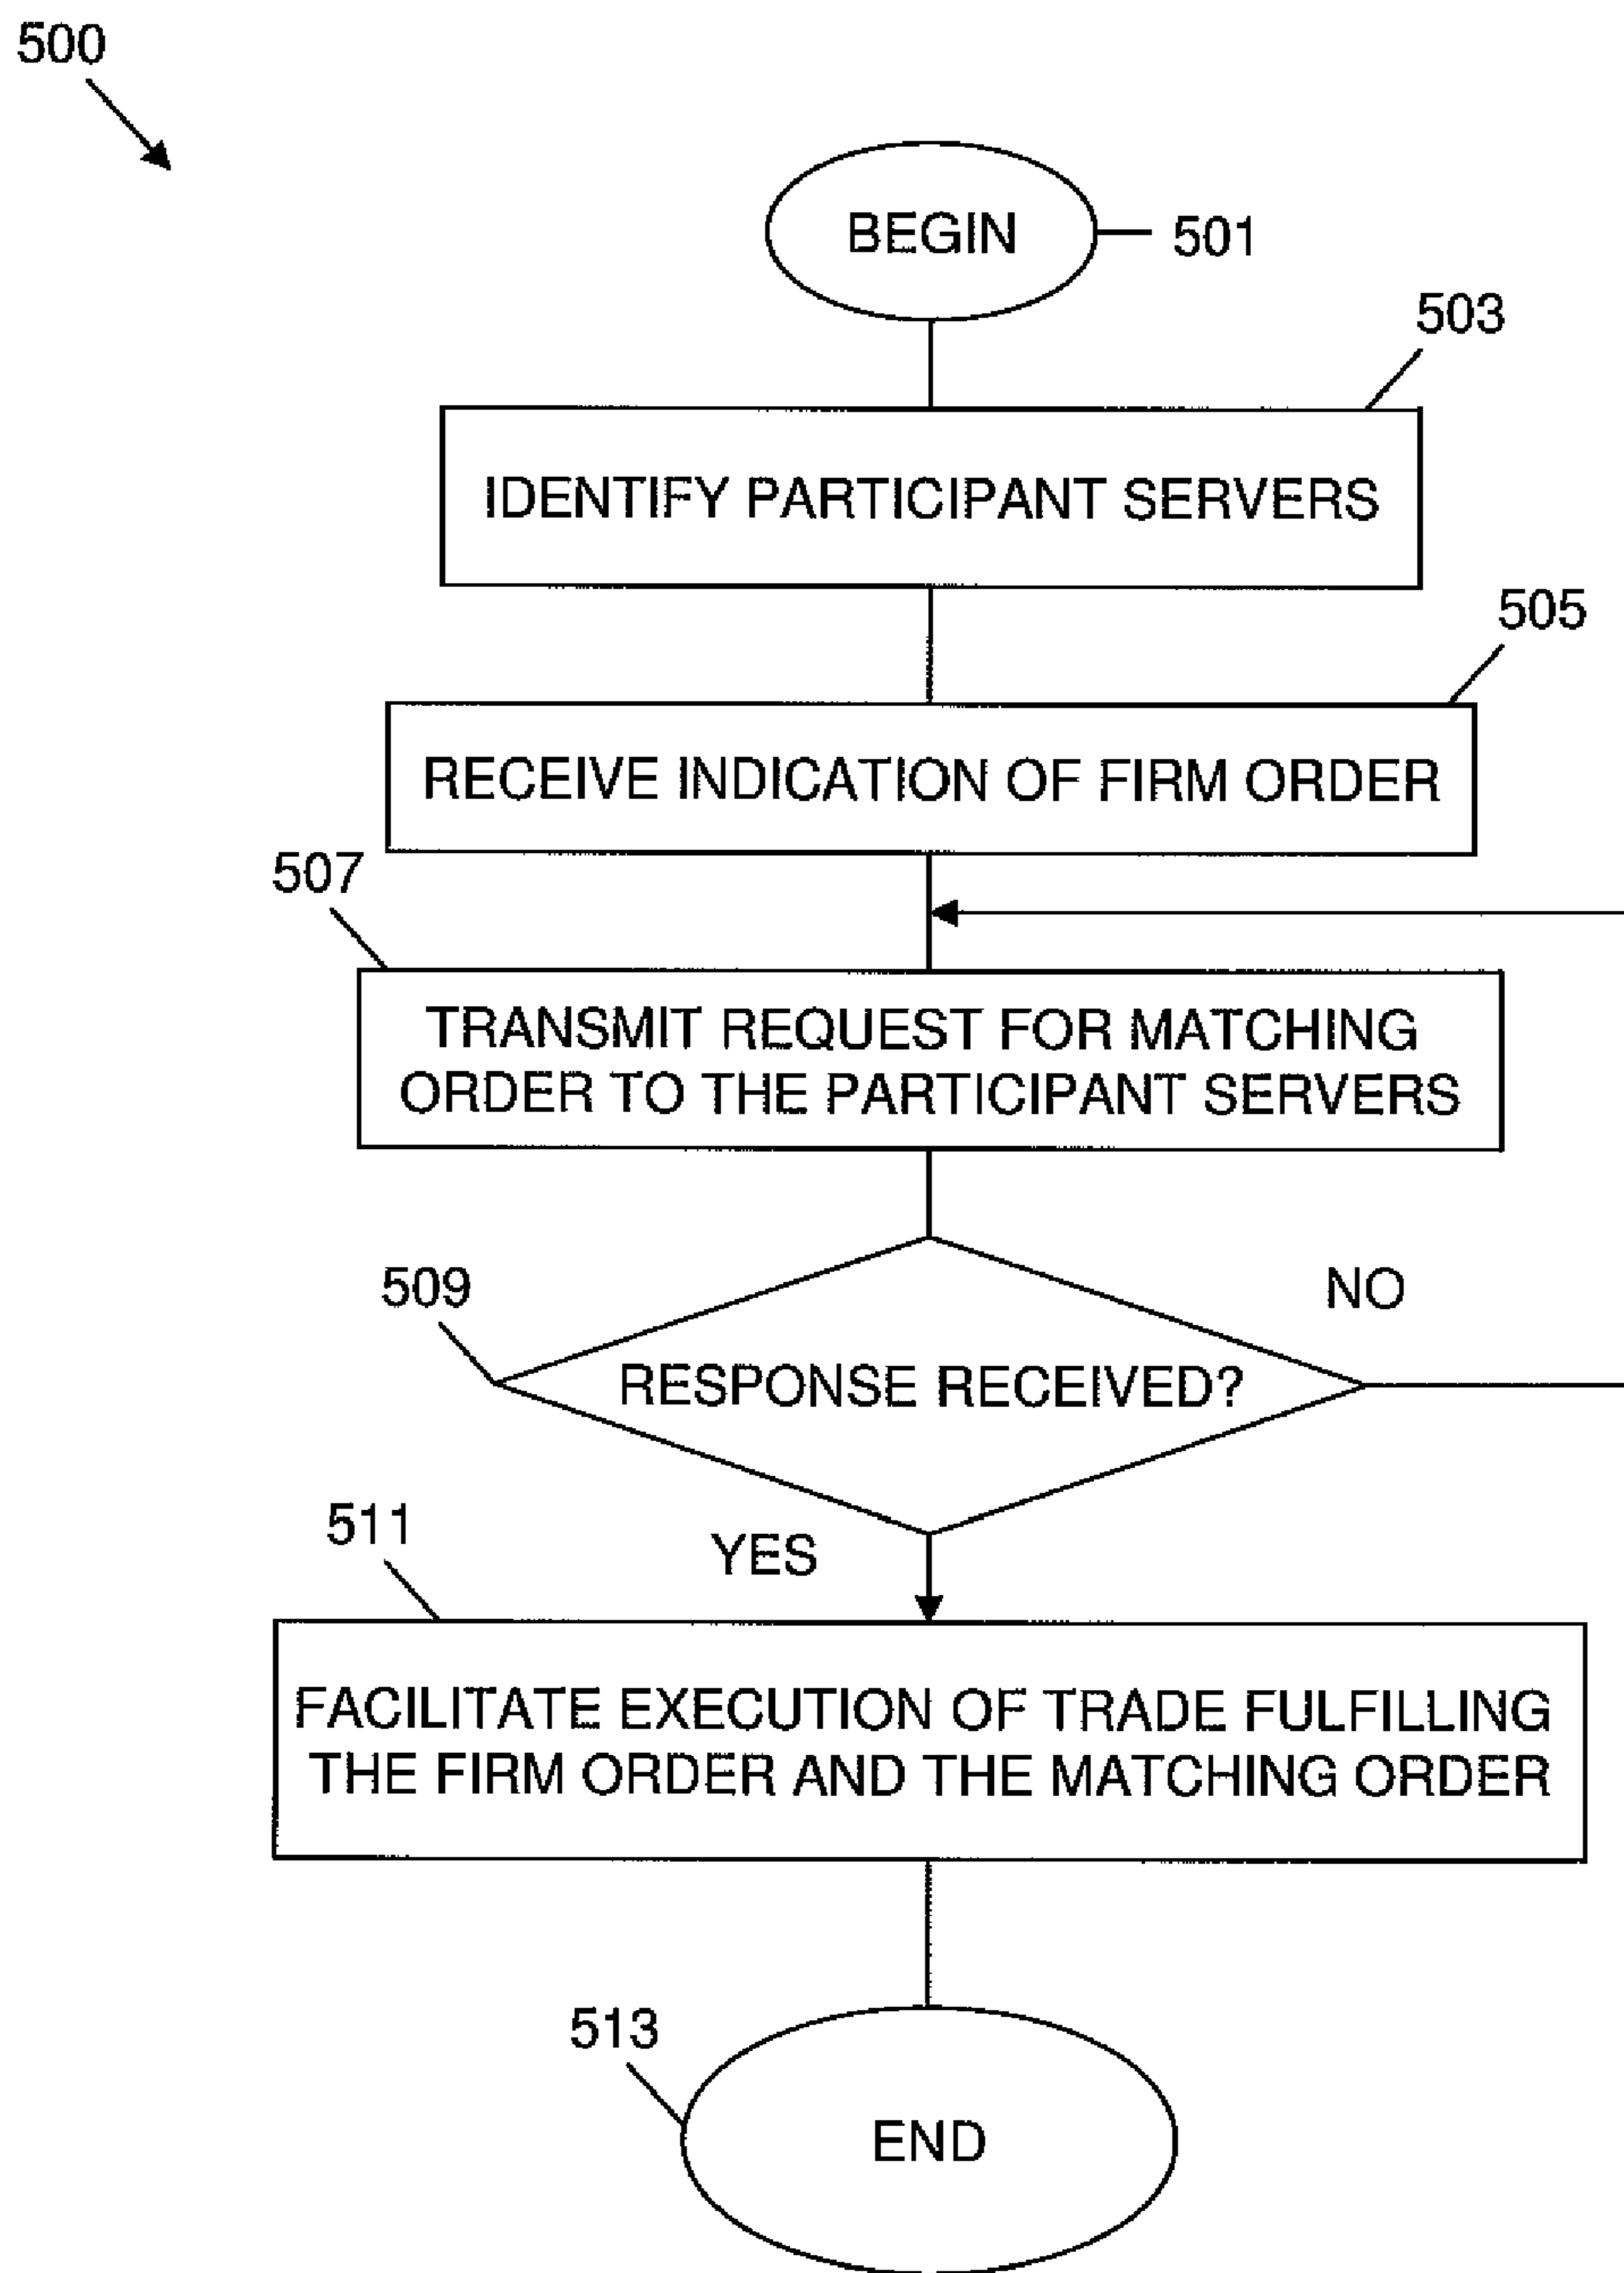 500
BEGIN
501
503
IDENTIFY PARTICIPANT SERVERS
505
RECEIVE INDICATION OF FIRM ORDER
507
TRANSMIT REQUEST FOR MATCHING
ORDER TO THE PARTICIPANT SERVERS
509
NO
RESPONSE RECEIVED?
511
YES
FACILITATE EXECUTION OF TRADE FULFILLING
THE FIRM ORDER AND THE MATCHING ORDER
513
END